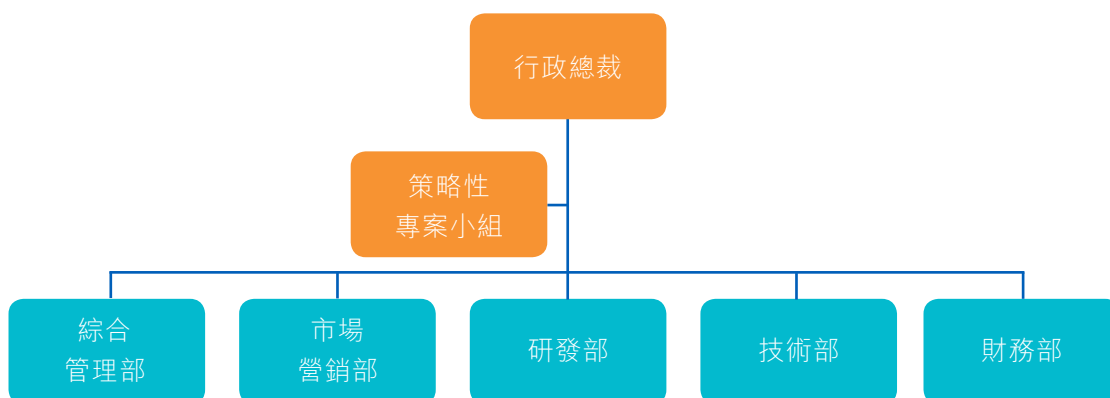 行政總裁
策略性
專案小組
綜合
管理部
市場
營銷部
研發部
技術部
財務部